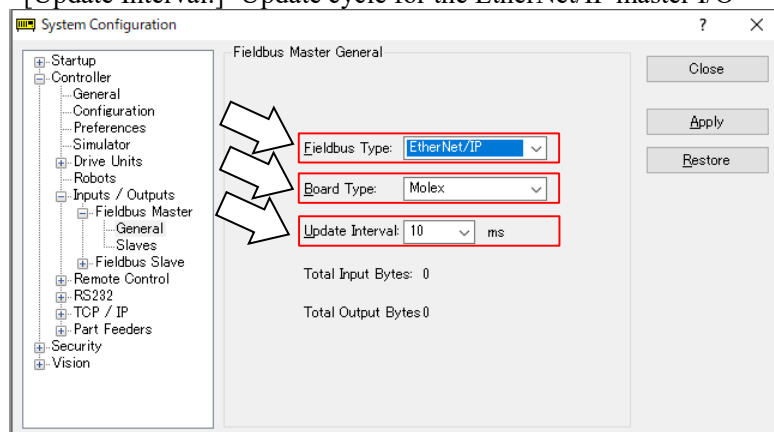 [Update Interval:] Update cycle for the EtherNet/IP master I/O
System Configuration ? ×
Startup
Controller
General
Configuration
Preferences
Simulator
Drive Units
Robots
Inputs / Outputs
Fieldbus Master
General
Slaves
Fieldbus Slave
Remote Control
RS232
TCP / IP
Part Feeders
Security
Vision
Fieldbus Master General
Fieldbus Type: EtherNet/IP
Board Type: Molex
Update Interval: 10 ms
Total Input Bytes: 0
Total Output Bytes 0
Close
Apply
Restore